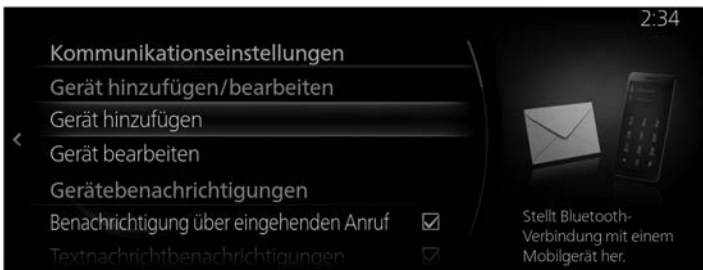 2:34
Kommunikationseinstellungen
Gerät hinzufügen/bearbeiten
Gerät hinzufügen
Gerät bearbeiten
Gerätebenachrichtigungen
Benachrichtigung über eingehenden Anruf
Textnachrichtbenachrichtigungen
Stellt Bluetooth-
Verbindung mit einem
Mobilgerät her.